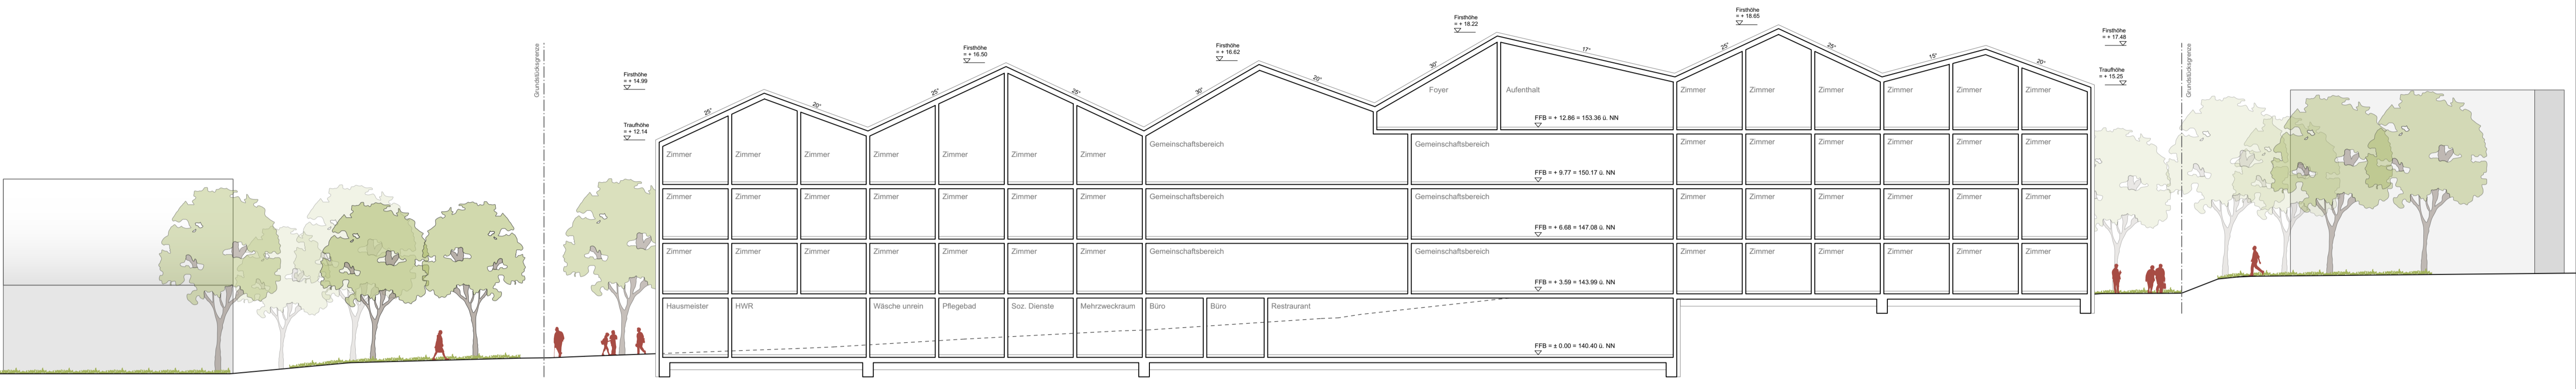 Grundstücksgrenze
Firsthöhe
= + 14.99
Traufhöhe
= + 12.14
Firsthöhe
= + 16.50
Firsthöhe
= + 16.62
Firsthöhe
= + 18.22
Firsthöhe
= + 18.65
Firsthöhe
= + 17.48
Traufhöhe
= + 15.25
Grundstücksgrenze
25° 20° 25° 25° 30° 20° 30° 17° 25° 25° 15° 20°
Foyer Aufenthalt Zimmer Zimmer Zimmer Zimmer Zimmer Zimmer
FFB = + 12.86 = 153.36 ü. NN
Zimmer Zimmer Zimmer Zimmer Zimmer Zimmer Zimmer Gemeinschaftsbereich Gemeinschaftsbereich Zimmer Zimmer Zimmer Zimmer Zimmer Zimmer
FFB = + 9.77 = 150.17 ü. NN
Zimmer Zimmer Zimmer Zimmer Zimmer Zimmer Zimmer Gemeinschaftsbereich Gemeinschaftsbereich Zimmer Zimmer Zimmer Zimmer Zimmer Zimmer
FFB = + 6.68 = 147.08 ü. NN
Zimmer Zimmer Zimmer Zimmer Zimmer Zimmer Zimmer Gemeinschaftsbereich Gemeinschaftsbereich Zimmer Zimmer Zimmer Zimmer Zimmer Zimmer
FFB = + 3.59 = 143.99 ü. NN
Hausmeister HWR Wäsche unrein Pflegebad Soz. Dienste Mehrzweckraum Büro Büro Restraurant
FFB = ± 0.00 = 140.40 ü. NN